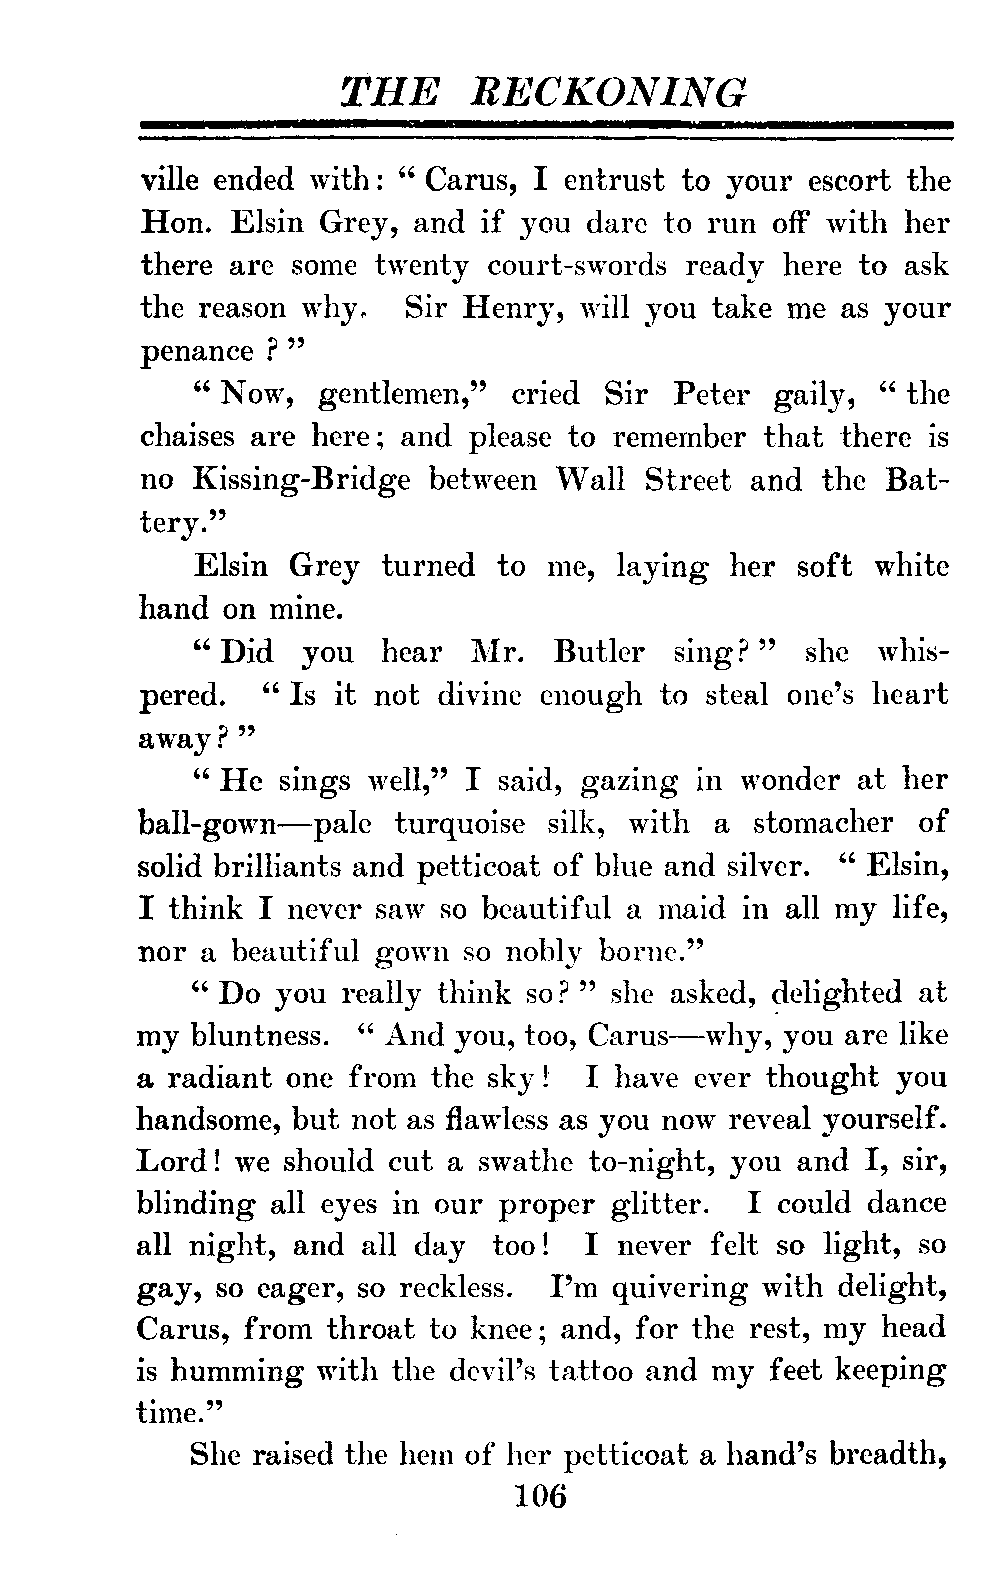 THE RECKONING
ville ended with: “ Carus, I entrust to your escort the
Hon. Elsin Grey, and if you dare to run off with her
there are some twenty court-swords ready here to ask
the reason why. Sir Henry, will you take me as your
penance ? ”
“ Now, gentlemen,” cried Sir Peter gaily, “ the
chaises are here; and please to remember that there is
no Kissing-Bridge between Wall Street and the Bat-
tery.”
Elsin Grey turned to me, laying her soft white
hand on mine.
“ Did you hear Mr. Butler sing? ” she whis-
pered. “ Is it not divine enough to steal one’s heart
away? ”
“ He sings well,” I said, gazing in wonder at her
ball-gown—pale turquoise silk, with a stomacher of
solid brilliants and petticoat of blue and silver. “ Elsin,
I think I never saw so beautiful a maid in all my life,
nor a beautiful gown so nobly borne.”
“ Do you really think so? ” she asked, delighted at
my bluntness. “ And you, too, Carus—why, you are like
a radiant one from the sky! I have ever thought you
handsome, but not as flawless as you now reveal yourself.
Lord! we should cut a swathe to-night, you and I, sir,
blinding all eyes in our proper glitter. I could dance
all night, and all day too! I never felt so light, so
gay, so eager, so reckless. I’m quivering with delight,
Carus, from throat to knee; and, for the rest, my head
is humming with the devil’s tattoo and my feet keeping
time.”
She raised the hem of her petticoat a hand’s breadth,
106